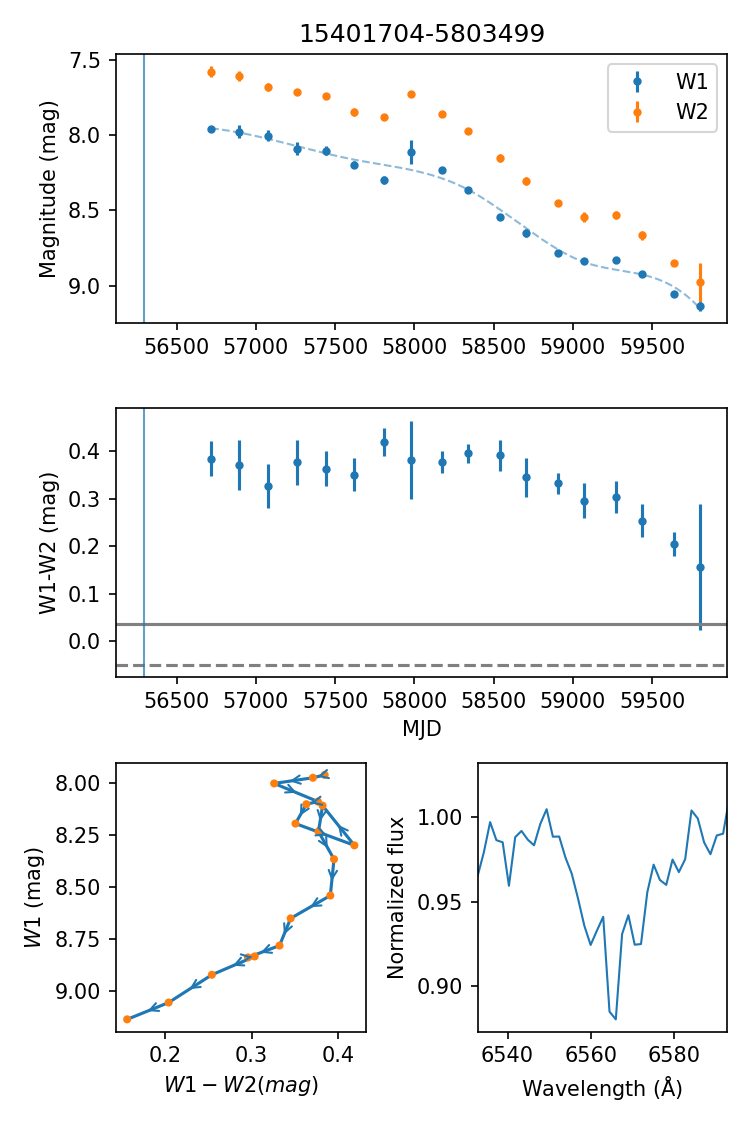 15401704-5803499
7.5
8.0
8.5
9.0
Magnitude (mag)
W1
W2
56500 57000 57500 58000 58500 59000 59500
0.4
0.3
0.2
0.1
0.0
W1-W2 (mag)
56500 57000 57500 58000 58500 59000 59500
MJD
8.00
8.25
8.50
8.75
9.00
W1 (mag)
0.2 0.3 0.4
W1 − W2(mag)
1.00
0.95
0.90
Normalized flux
6540 6560 6580
Wavelength (Å)